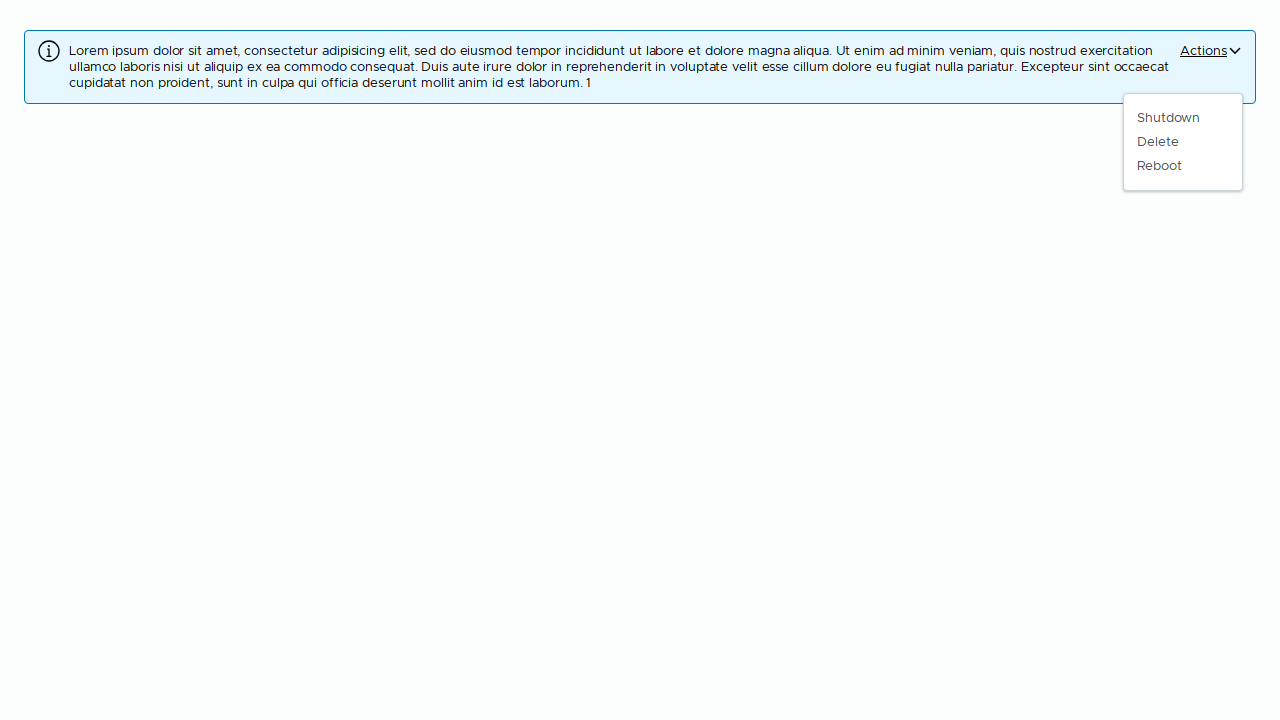 Lorem ipsum dolor sit amet, consectetur adipisicing elit, sed do eiusmod tempor incididunt ut labore et dolore magna aliqua. Ut enim ad minim veniam, quis nostrud exercitation
ullamco laboris nisi ut aliquip ex ea commodo consequat. Duis aute irure dolor in reprehenderit in voluptate velit esse cillum dolore eu fugiat nulla pariatur. Excepteur sint occaecat
cupidatat non proident, sunt in culpa qui officia deserunt mollit anim id est laborum. 1
Actions
Shutdown
Delete
Reboot